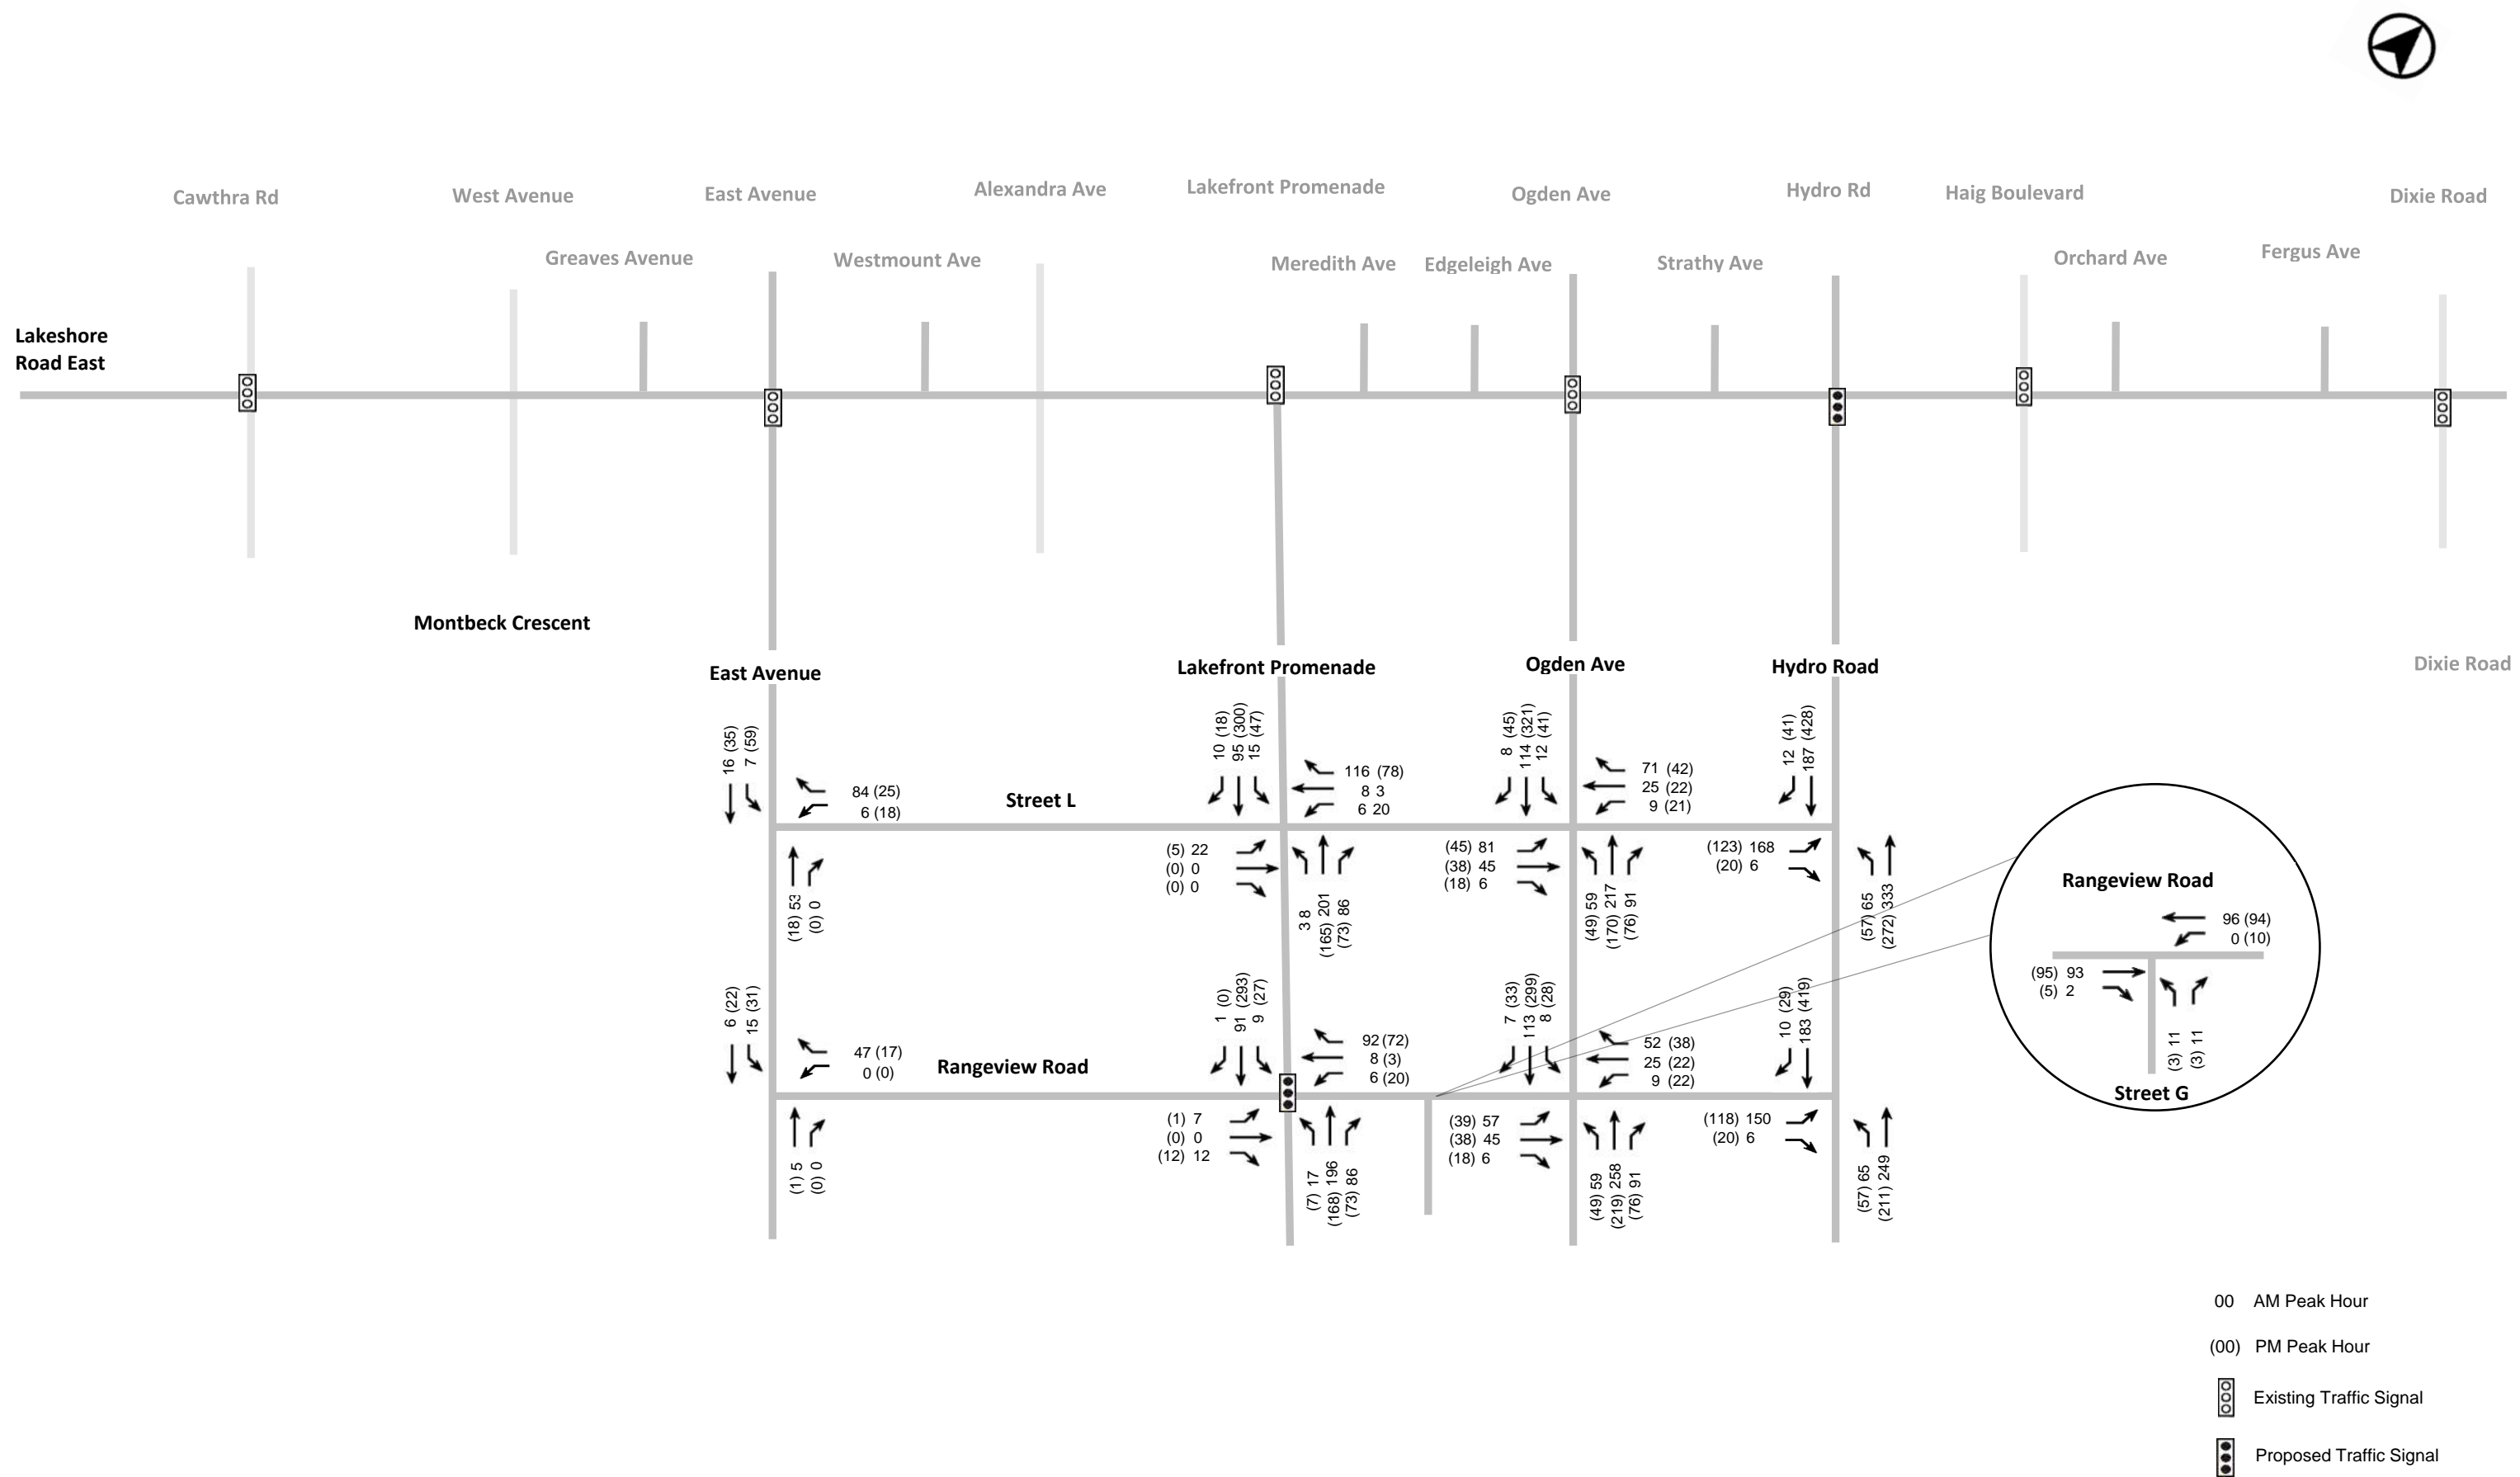 Cawthra Rd
West Avenue
East Avenue
Alexandra Ave
Lakefront Promenade
Ogden Ave
Hydro Rd
Haig Boulevard
Dixie Road
Greaves Avenue
Westmount Ave
Meredith Ave
Edgeleigh Ave
Strathy Ave
Orchard Ave
Fergus Ave
Lakeshore
Road East
Montbeck Crescent
East Avenue
Lakefront Promenade
Ogden Ave
Hydro Road
Dixie Road
16 (35)
7 (59)
84 (25)
6 (18)
(18) 53
(0) 0
Street L
10 (18)
95 (300)
15 (47)
116 (78)
8 3
6 20
(5) 22
(0) 0
(0) 0
3 8
(165) 201
(73) 86
8 (45)
114 (321)
12 (41)
71 (42)
25 (22)
9 (21)
(45) 81
(38) 45
(18) 6
(49) 59
(170) 217
(76) 91
12 (41)
187 (428)
(123) 168
(20) 6
(57) 65
(272) 333
6 (22)
15 (31)
47 (17)
0 (0)
(1) 5
(0) 0
Rangeview Road
1 (0)
91 (293)
9 (27)
92 (72)
8 (3)
6 (20)
(1) 7
(0) 0
(12) 12
(7) 17
(168) 196
(73) 86
7 (33)
113 (299)
8 (28)
52 (38)
25 (22)
9 (22)
(39) 57
(38) 45
(18) 6
(49) 59
(219) 258
(76) 91
10 (29)
183 (419)
(118) 150
(20) 6
(57) 65
(211) 249
Rangeview Road
96 (94)
0 (10)
(95) 93
(5) 2
(3) 11
(3) 11
Street G
00 AM Peak Hour
(00) PM Peak Hour
Existing Traffic Signal
Proposed Traffic Signal